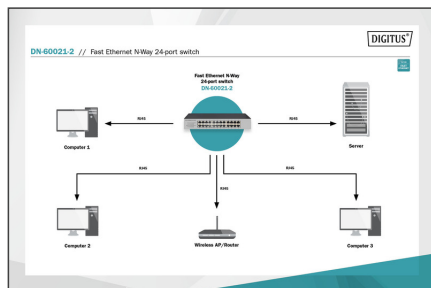 DIGITUS®
DN-60021-2 // Fast Ethernet N-Way 24-port switch
Fast Ethernet N-Way
24-port switch
DN-60021-2
RJ45
RJ45
Computer 1
Server
RJ45
RJ45
RJ45
Computer 2
Wireless AP/Router
Computer 3